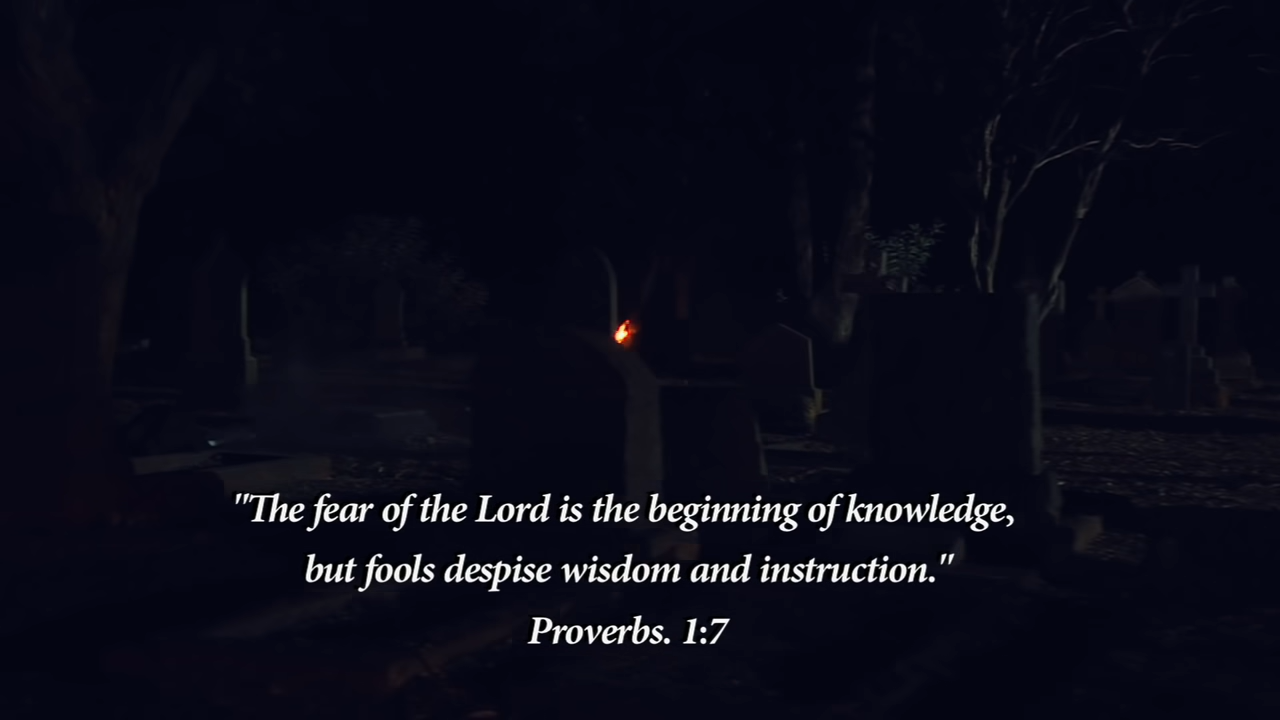 "The fear of the Lord is the beginning of knowledge,
but fools despise wisdom and instruction."
Proverbs. 1:7